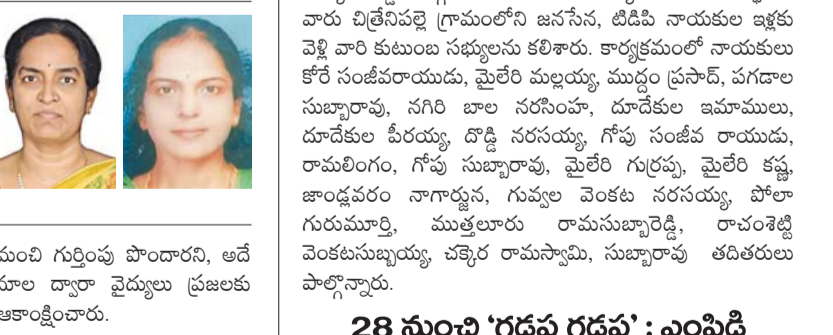 మంచి గుర్తింపు పొందారని, అదే
ద్వారా వైద్యులు ప్రజలకు
ఆకాంక్షించారు.
వారు చిత్రేనిపల్లె గ్రామంలోని జనసేన, టిడిపి నాయకుల ఇళ్లకు
వెళ్లి వారి కుటుంబ సభ్యులను కలిశారు. కార్యక్రమంలో నాయకులు
కోరే సంజీవరాయుడు, మైలేరి మల్లయ్య, ముద్దం ప్రసాద్, పగడాల
సుబ్బారావు, నగిరి బాల నరసింహ, దూదేకుల ఇమాములు,
దూదేకుల పీరయ్య, దొడ్డి నరసయ్య, గోపు సంజీవ రాయుడు,
రామలింగం, గోపు సుబ్బారావు, మైలేరి గుర్రప్ప, మైలేరి కష్ణ,
జాండ్లవరం నాగార్జున, గువ్వల వెంకట నరసయ్య, పోలా
గురుమూర్తి, ముత్తలూరు రామసుబ్బారెడ్డి, రాచంశెట్టి
వెంకటసుబ్బయ్య, చక్కెర రామస్వామి, సుబ్బారావు తదితరులు
పాల్గొన్నారు.
28 నుంచి ‘గడప గడప’ : ఎంపిడి